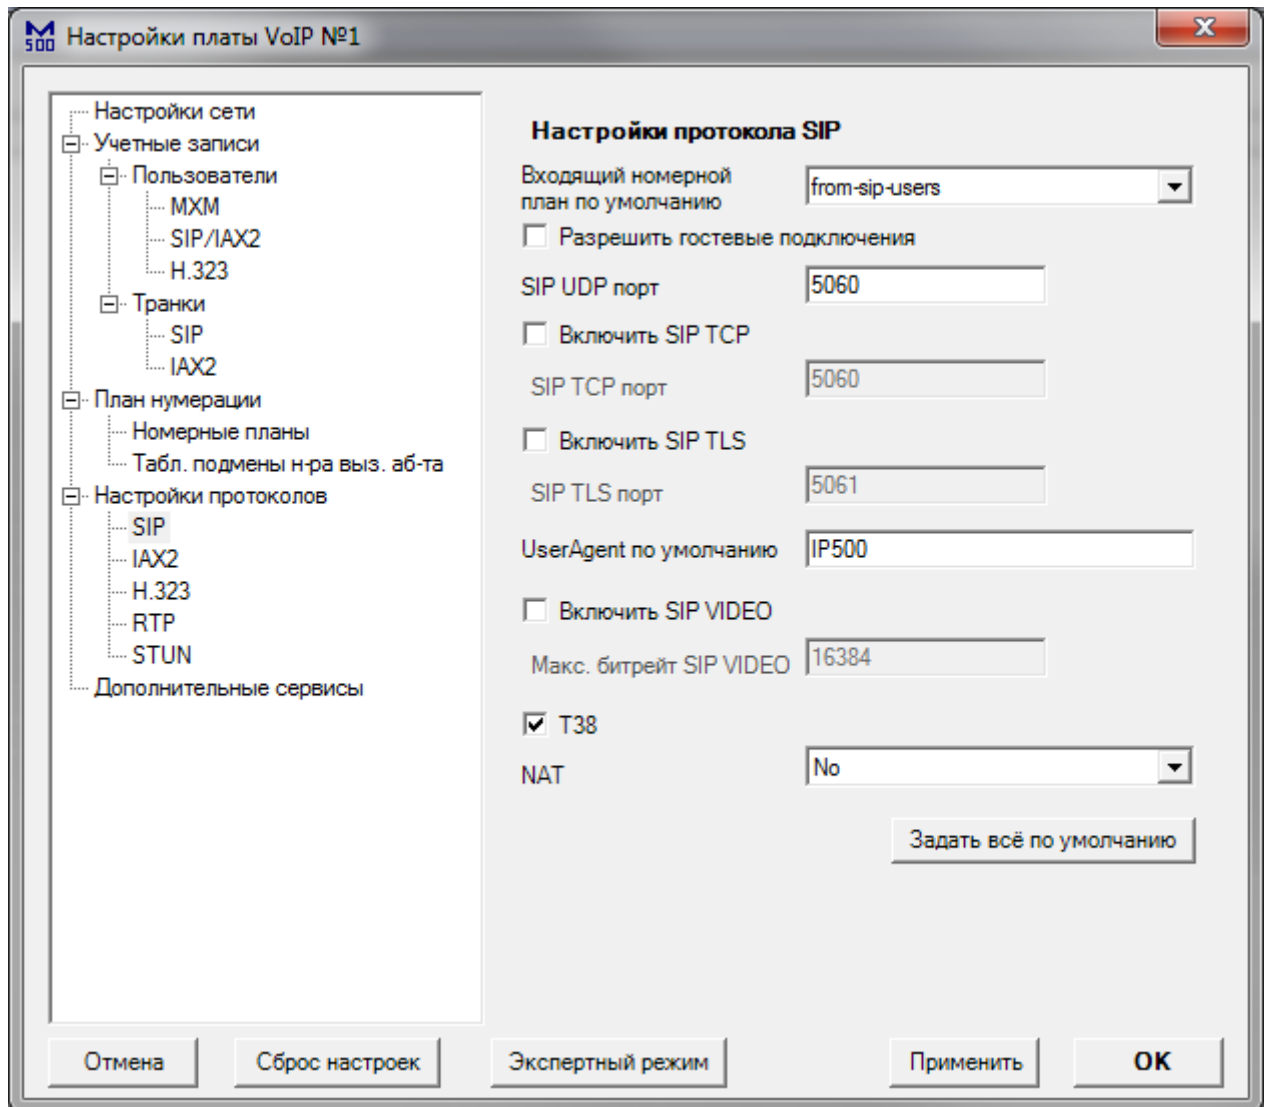 M
500
Настройки платы VoIP №1
Настройки сети
Учетные записи
Пользователи
MXM
SIP/IAX2
H.323
Транки
SIP
IAX2
План нумерации
Номерные планы
Табл. подмены н-ра выз. аб-та
Настройки протоколов
SIP
IAX2
H.323
RTP
STUN
Дополнительные сервисы
Настройки протокола SIP
Входящий номерной
план по умолчанию
from-sip-users
Разрешить гостевые подключения
SIP UDP порт 5060
Включить SIP TCP
SIP TCP порт 5060
Включить SIP TLS
SIP TLS порт 5061
UserAgent по умолчанию IP500
Включить SIP VIDEO
Макс. битрейт SIP VIDEO 16384
T38
NAT No
Задать всё по умолчанию
Отмена Сброс настроек Экспертный режим Применить OK